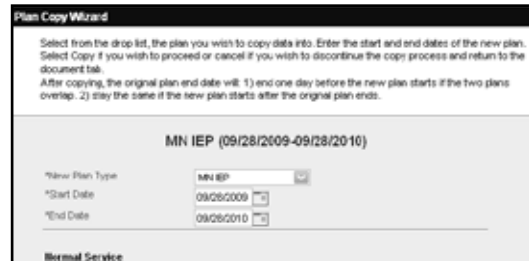 Plan Copy Wizard
Select from the drop list, the plan you wish to copy data into. Enter the start and end dates of the new plan.
Select Copy if you wish to proceed or cancel if you wish to discontinue the copy process and return to the
document tab.
After copying, the original plan end date will: 1) end one day before the new plan starts if the two plans
overlap. 2) stay the same if the new plan starts after the original plan ends.
MN IEP (09/28/2009-09/28/2010)
*New Plan Type MN IEP
*Start Date 09/28/2009
*End Date 09/28/2010
Normal Service